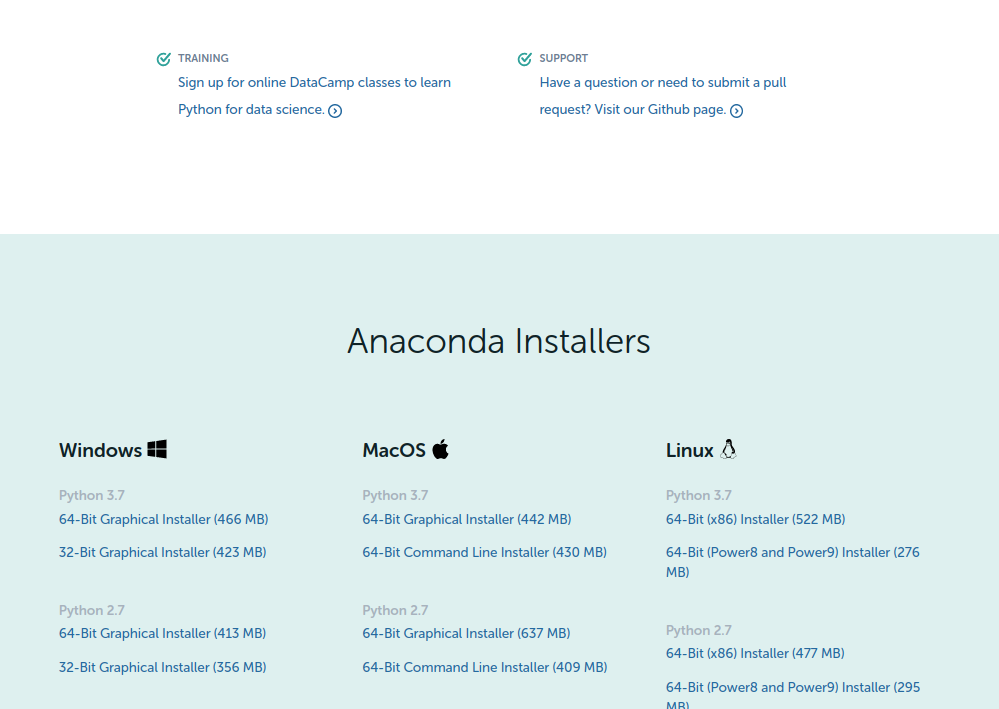 TRAINING
Sign up for online DataCamp classes to learn
Python for data science.
SUPPORT
Have a question or need to submit a pull
request? Visit our Github page.
Anaconda Installers
Windows
Python 3.7
64-Bit Graphical Installer (466 MB)
32-Bit Graphical Installer (423 MB)
Python 2.7
64-Bit Graphical Installer (413 MB)
32-Bit Graphical Installer (356 MB)
MacOS
Python 3.7
64-Bit Graphical Installer (442 MB)
64-Bit Command Line Installer (430 MB)
Python 2.7
64-Bit Graphical Installer (637 MB)
64-Bit Command Line Installer (409 MB)
Linux
Python 3.7
64-Bit (x86) Installer (522 MB)
64-Bit (Power8 and Power9) Installer (276
MB)
Python 2.7
64-Bit (x86) Installer (477 MB)
64-Bit (Power8 and Power9) Installer (295
MB)